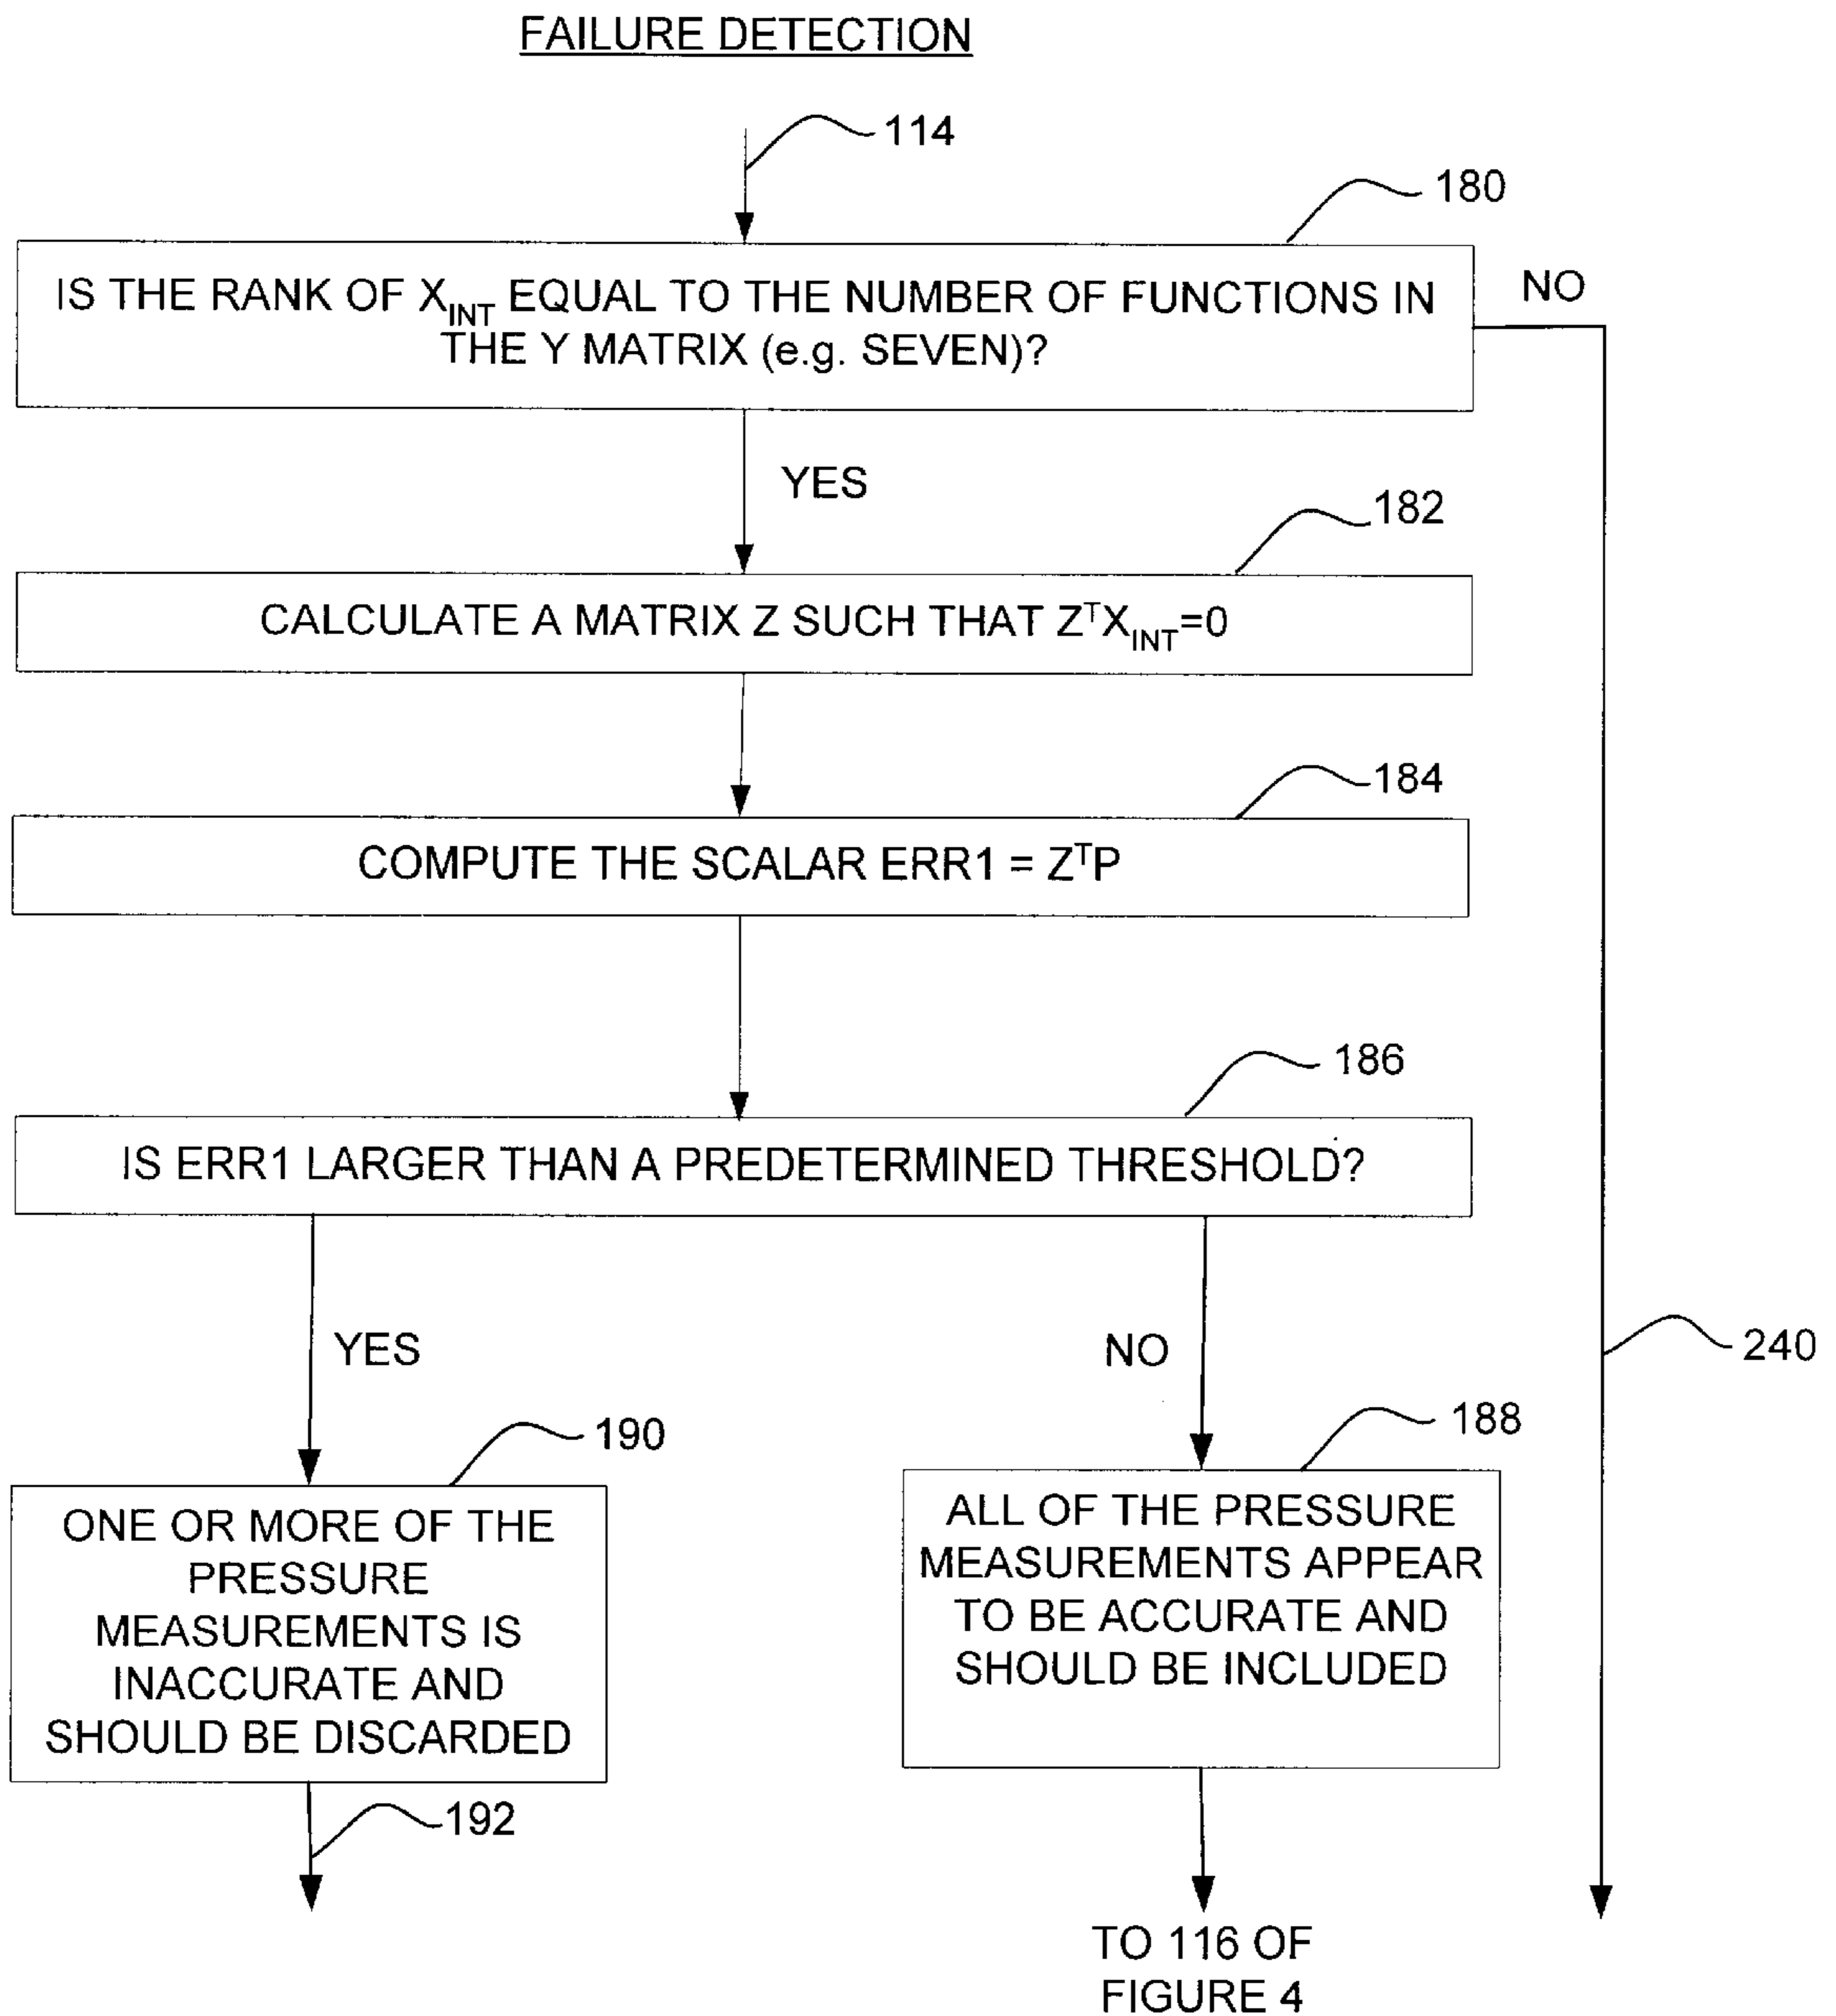 FAILURE DETECTION
114
180
IS THE RANK OF X_INT EQUAL TO THE NUMBER OF FUNCTIONS IN
THE Y MATRIX (e.g. SEVEN)?
NO
YES
182
CALCULATE A MATRIX Z SUCH THAT Z^T X_INT=0
184
COMPUTE THE SCALAR ERR1 = Z^T P
186
IS ERR1 LARGER THAN A PREDETERMINED THRESHOLD?
YES
NO
240
190
188
ONE OR MORE OF THE
PRESSURE
MEASUREMENTS IS
INACCURATE AND
SHOULD BE DISCARDED
ALL OF THE PRESSURE
MEASUREMENTS APPEAR
TO BE ACCURATE AND
SHOULD BE INCLUDED
192
TO 116 OF
FIGURE 4